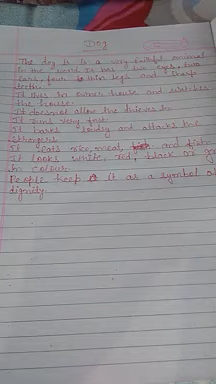 Dog
The dog is is a very faithful animal
in the world. It has two eyes, two
ears, four legs and sharp
teeth.
It lives in owner house and watches
the house.
It does not allow the thieves in
It runs very fast.
It barks loudly and attacks the
strangers
It eats rice, meat, and fishes
It looks white, red, black or
in colour.
People keep it as a symbol of
dignity.